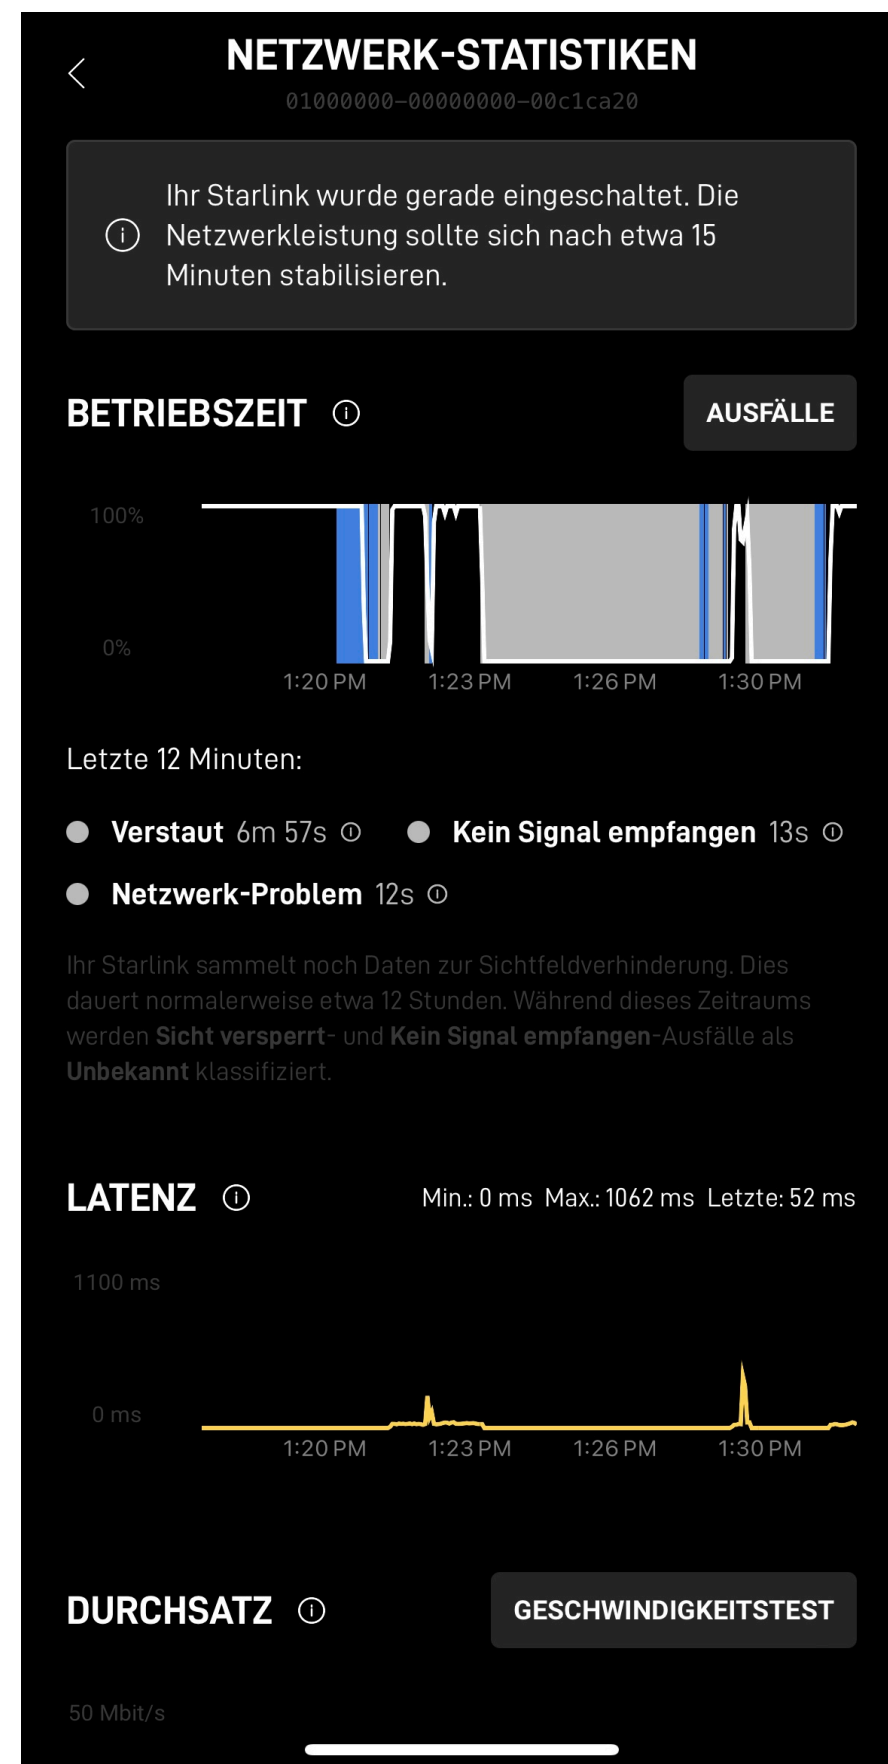 NETZWERK-STATISTIKEN
01000000-00000000-00c1ca20
Ihr Starlink wurde gerade eingeschaltet. Die
Netzwerkleistung sollte sich nach etwa 15
Minuten stabilisieren.
BETRIEBSZEIT
AUSFÄLLE
100%
0%
1:20 PM 1:23 PM 1:26 PM 1:30 PM
Letzte 12 Minuten:
Verstaut 6m 57s Kein Signal empfangen 13s
Netzwerk-Problem 12s
Ihr Starlink sammelt noch Daten zur Sichtfeldverhinderung. Dies
dauert normalerweise etwa 12 Stunden. Während dieses Zeitraums
werden Sicht versperrt- und Kein Signal empfangen-Ausfälle als
Unbekannt klassifiziert.
LATENZ Min.: 0 ms Max.: 1062 ms Letzte: 52 ms
1100 ms
0 ms
1:20 PM 1:23 PM 1:26 PM 1:30 PM
DURCHSATZ
GESCHWINDIGKEITSTEST
50 Mbit/s